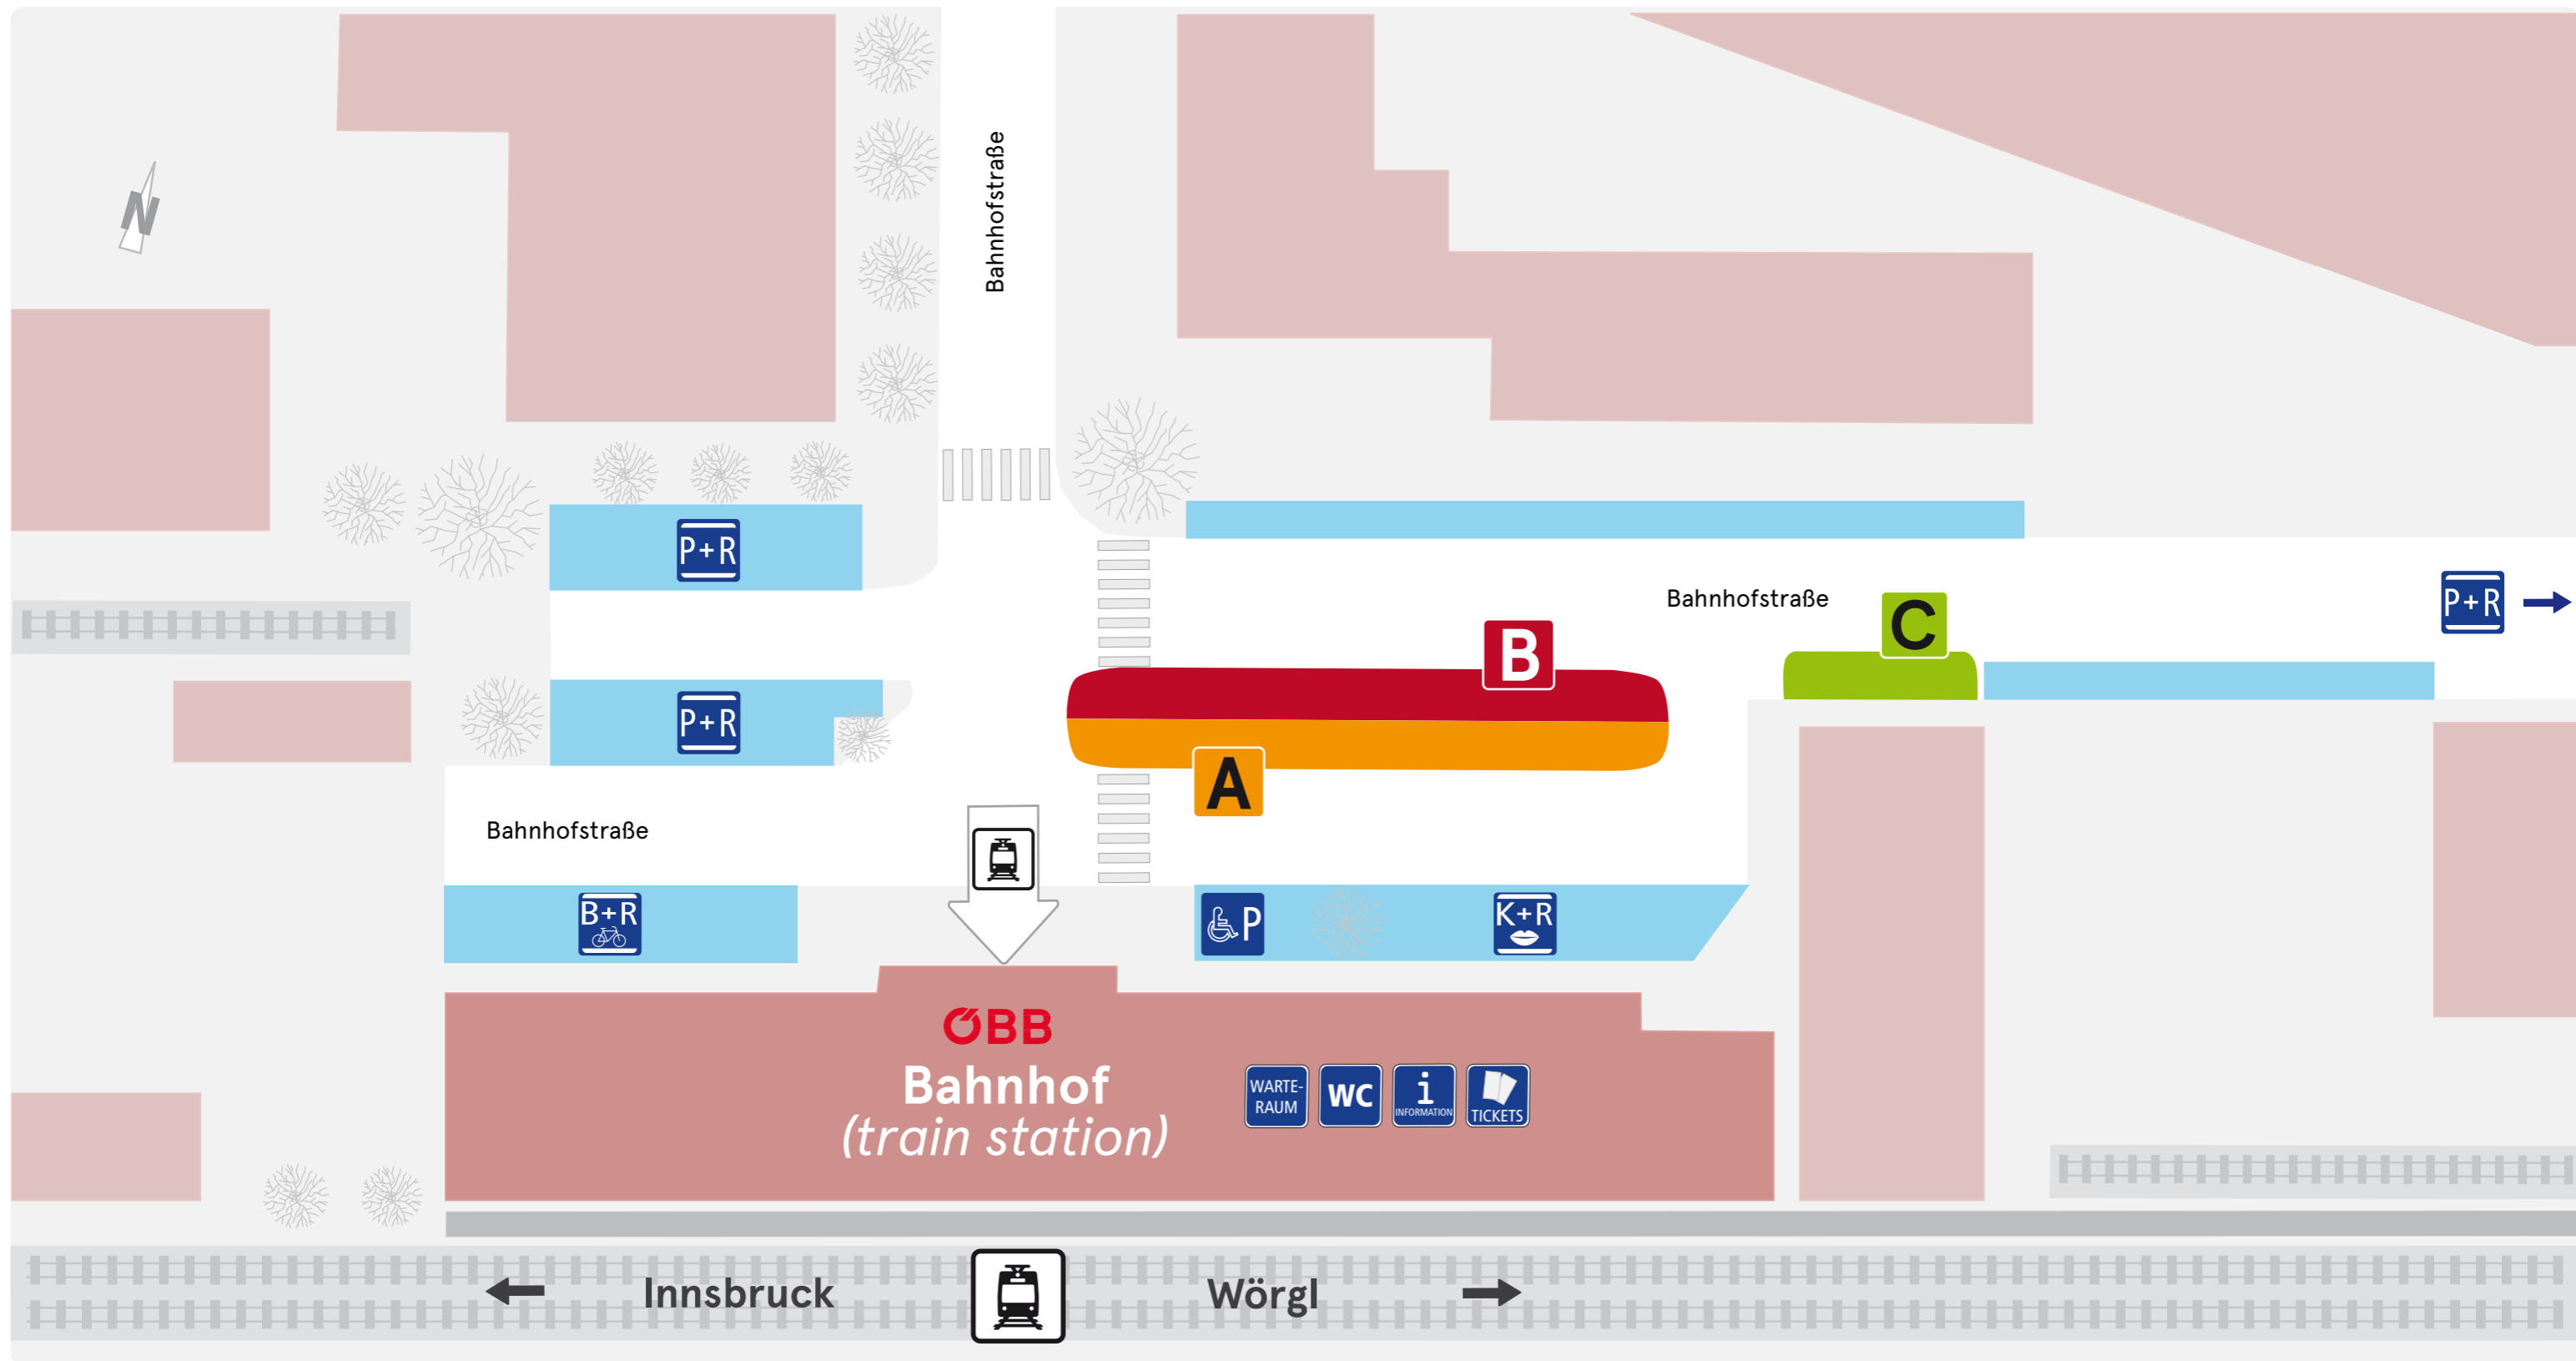 Bahnhofstraße
N
P+R
Bahnhofstraße
C
P+R
B
P+R
A
Bahnhofstraße
B+R
P
K+R
ÖBB
Bahnhof
(train station)
WARTE-
RAUM
WC
i
INFORMATION
TICKETS
Innsbruck
Wörgl